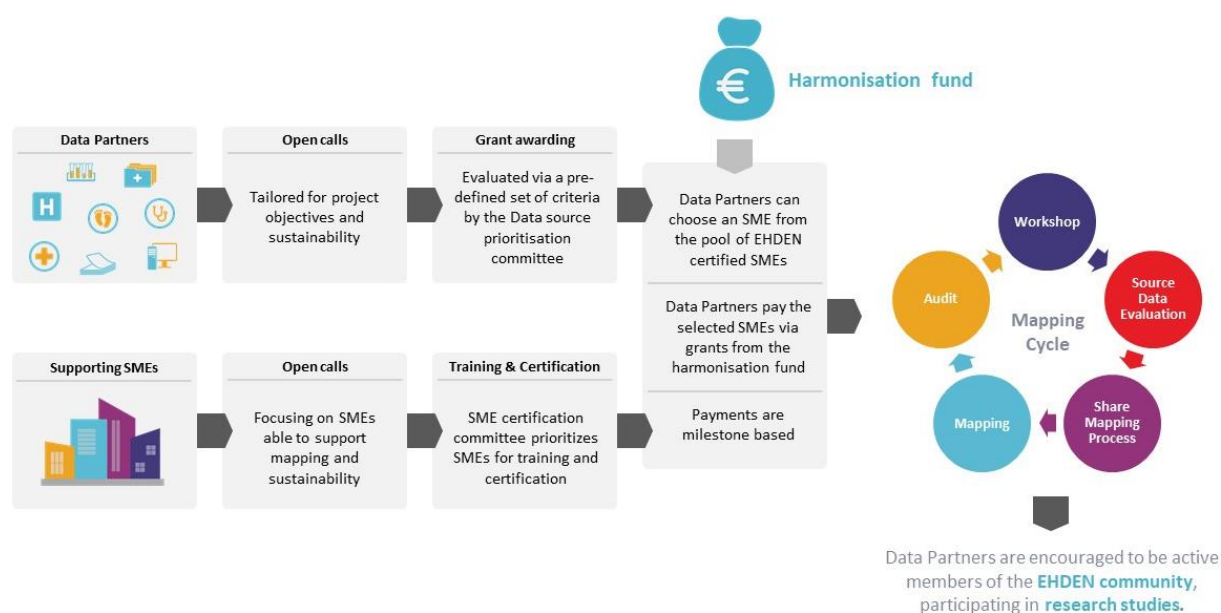 Harmonisation fund
€
Data Partners
H
Open calls
Tailored for project
objectives and
sustainability
Grant awarding
Evaluated via a pre-
defined set of criteria
by the Data source
prioritisation
committee
Supporting SMEs
Open calls
Focusing on SMEs
able to support
mapping and
sustainability
Training & Certification
SME certification
committee prioritizes
SMEs for training and
certification
Data Partners can
choose an SME from
the pool of EHDEN
certified SMEs
Data Partners pay the
selected SMEs via
grants from the
harmonisation fund
Payments are
milestone based
Mapping
Cycle
Workshop
Source
Data
Evaluation
Share
Mapping
Process
Mapping
Audit
Data Partners are encouraged to be active
members of the EHDEN community,
participating in research studies.